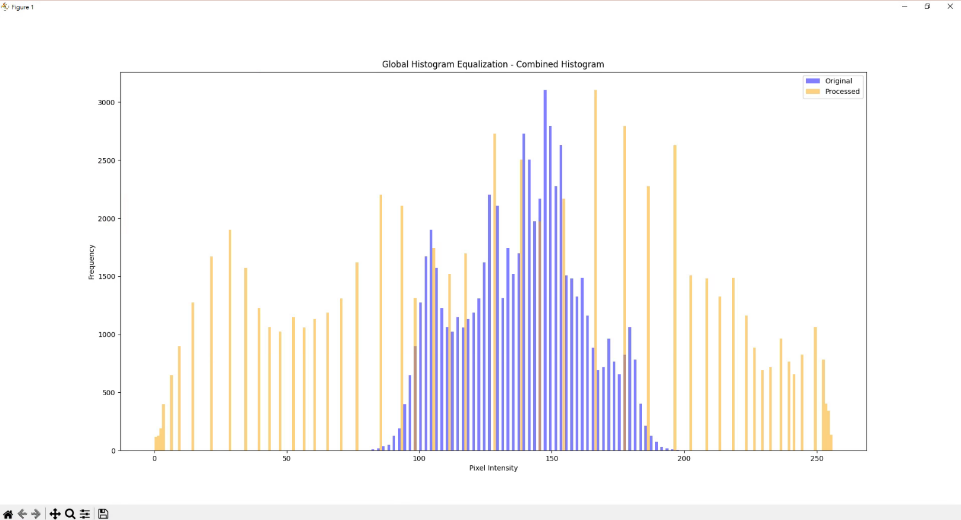 Figure 1
Global Histogram Equalization - Combined Histogram
Original
Processed
3000
2500
2000
1500
1000
500
0
Frequency
0 50 100 150 200 250
Pixel Intensity